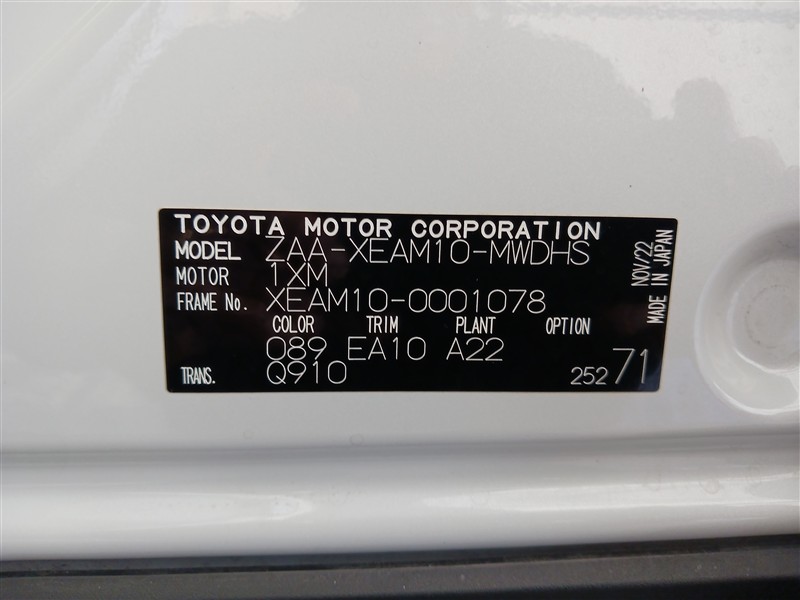 TOYOTA MOTOR CORPORATION
MODEL ZAA-XEAM10-MWDHS
MOTOR 1XM
FRAME No. XEAM10-0001078
COLOR TRIM PLANT OPTION
089 EA10 A22
TRANS. Q910
252 71
NOV/22
MADE IN JAPAN